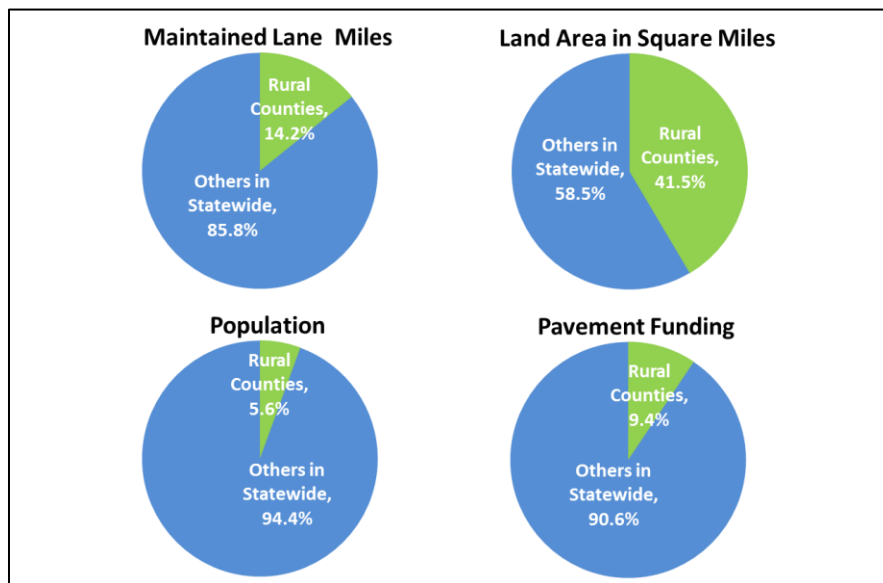 Maintained Lane Miles
Rural
Counties,
14.2%
Others in
Statewide,
85.8%
Land Area in Square Miles
Others in
Statewide,
58.5%
Rural
Counties,
41.5%
Population
Rural
Counties,
5.6%
Others in
Statewide,
94.4%
Pavement Funding
Rural
Counties,
9.4%
Others in
Statewide,
90.6%